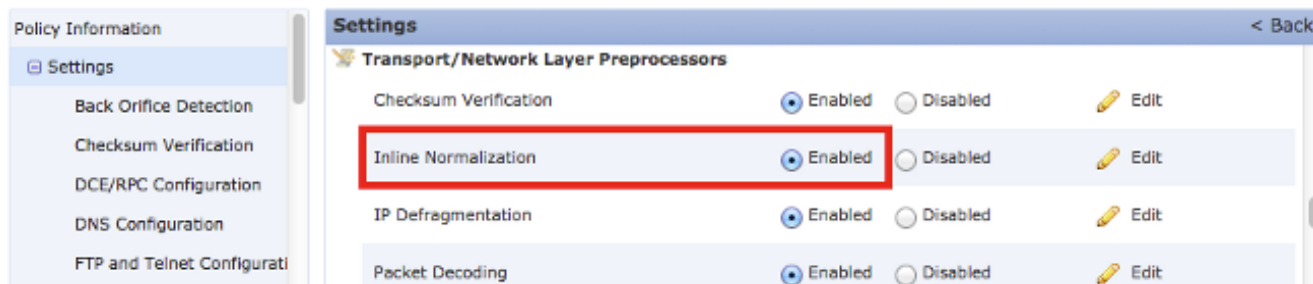 Policy Information
Settings
Back Orifice Detection
Checksum Verification
DCE/RPC Configuration
DNS Configuration
FTP and Telnet Configurati
Settings < Back
Transport/Network Layer Preprocessors
Checksum Verification Enabled Disabled Edit
Inline Normalization Enabled Disabled Edit
IP Defragmentation Enabled Disabled Edit
Packet Decoding Enabled Disabled Edit